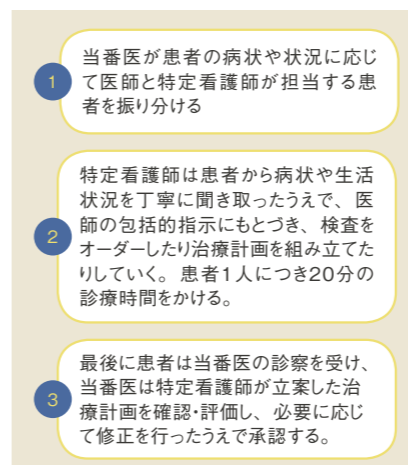 1
当番医が患者の病状や状況に応じ
て医師と特定看護師が担当する患
者を振り分ける
2
特定看護師は患者から病状や生活
状況を丁寧に聞き取ったうえで、医
師の包括的指示にもとづき、検査を
オーダーしたり治療計画を組み立てた
りしていく。患者1人につき20分の
診療時間をかける。
3
最後に患者は当番医の診察を受け、
当番医は特定看護師が立案した治
療計画を確認・評価し、必要に応じ
て修正を行ったうえで承認する。